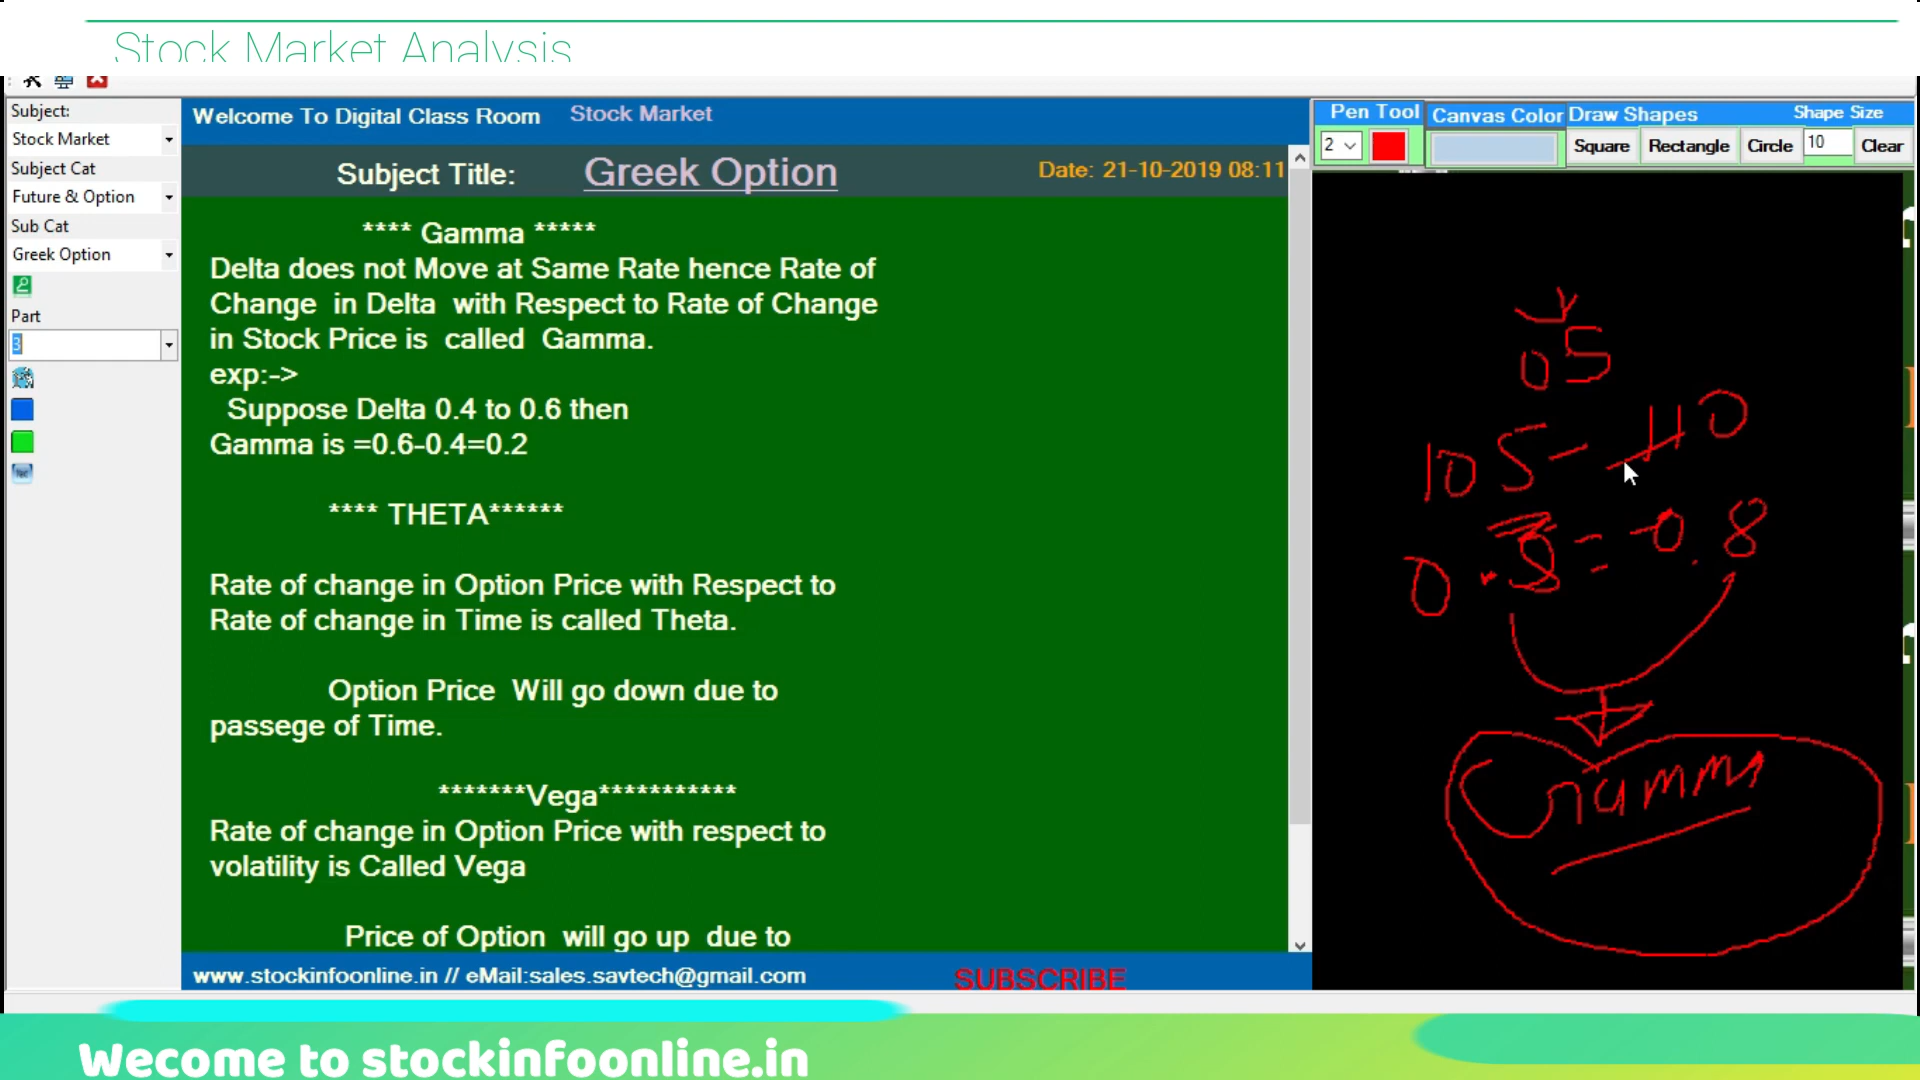 Stock Market Analysis
Subject:
Stock Market
Subject Cat
Future & Option
Sub Cat
Greek Option
Part
3
Welcome To Digital Class Room Stock Market
Subject Title: Greek Option Date: 21-10-2019 08:11
**** Gamma *****
Delta does not Move at Same Rate hence Rate of
Change in Delta with Respect to Rate of Change
in Stock Price is called Gamma.
exp:->
Suppose Delta 0.4 to 0.6 then
Gamma is =0.6-0.4=0.2
**** THETA******
Rate of change in Option Price with Respect to
Rate of change in Time is called Theta.
Option Price Will go down due to
passege of Time.
*******Vega***********
Rate of change in Option Price with respect to
volatility is Called Vega
Price of Option will go up due to
www.stockinfoonline.in // eMail:sales.savtech@gmail.com SUBSCRIBE
Pen Tool Canvas Color Draw Shapes Shape Size
2 Square Rectangle Circle 10 Clear
05
105 - 110
0.8
Gamma
Wecome to stockinfoonline.in